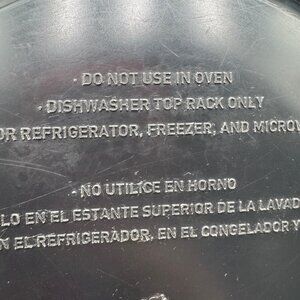 · DO NOT USE IN OVEN
· DISHWASHER TOP RACK ONLY
OR REFRIGERATOR, FREEZER, AND MICROW
· NO UTILICE EN HORNO
LO EN EL ESTANTE SUPERIOR DE LA LAVAD
N EL REFRIGERADOR, EN EL CONGELADOR Y